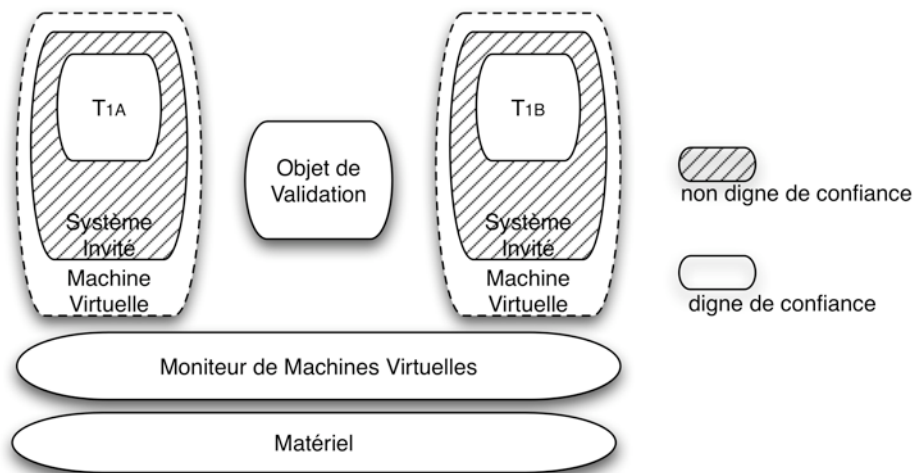 T1A
Système
Invité
Machine
Virtuelle
Objet de
Validation
T1B
Système
Invité
Machine
Virtuelle
non digne de confiance
digne de confiance
Moniteur de Machines Virtuelles
Matériel